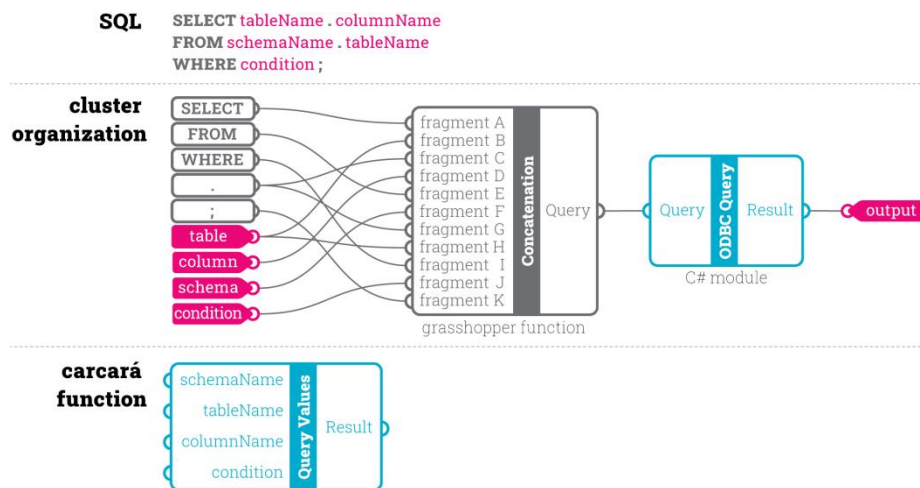 SQL
SELECT tableName . columnName
FROM schemaName . tableName
WHERE condition ;
cluster
organization
SELECT
FROM
WHERE
.
;
table
column
schema
condition
fragment A
fragment B
fragment C
fragment D
fragment E
fragment F
fragment G
fragment H
fragment I
fragment J
fragment K
Concatenation
Query
grasshopper function
Query
ODBC Query
Result
C# module
output
carcará
function
schemaName
tableName
columnName
condition
Query Values
Result